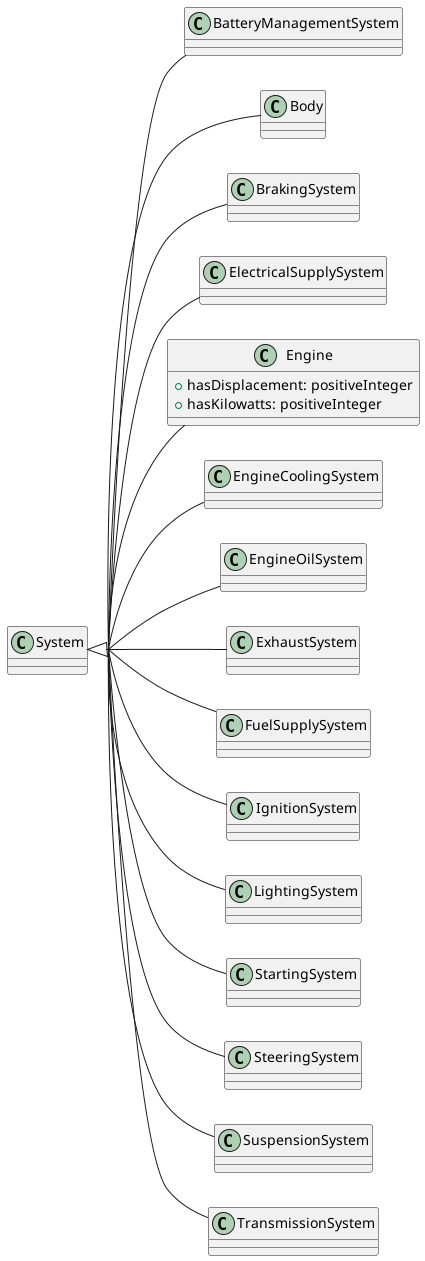 C BatteryManagementSystem
C Body
C BrakingSystem
C ElectricalSupplySystem
C Engine
hasDisplacement: positiveInteger
hasKilowatts: positiveInteger
C EngineCoolingSystem
C EngineOilSystem
C System
C ExhaustSystem
C FuelSupplySystem
C IgnitionSystem
C LightingSystem
C StartingSystem
C SteeringSystem
C SuspensionSystem
C TransmissionSystem